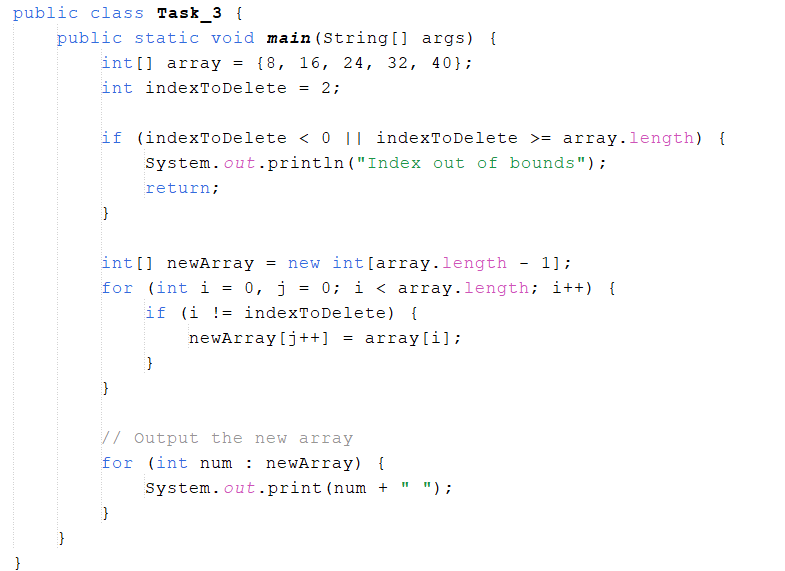 public class Task_3 {
    public static void main(String[] args) {
        int[] array = {8, 16, 24, 32, 40};
        int indexToDelete = 2;

        if (indexToDelete < 0 || indexToDelete >= array.length) {
            System.out.println("Index out of bounds");
            return;
        }

        int[] newArray = new int[array.length - 1];
        for (int i = 0, j = 0; i < array.length; i++) {
            if (i != indexToDelete) {
                newArray[j++] = array[i];
            }
        }

        // Output the new array
        for (int num : newArray) {
            System.out.print(num + " ");
        }
    }
}